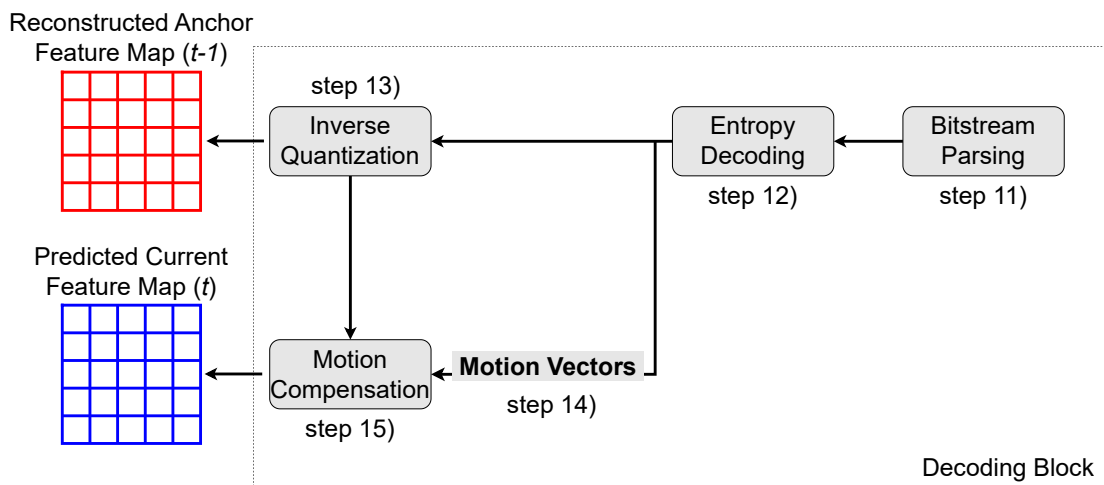 Reconstructed Anchor
Feature Map (t-1)
step 13)
Inverse
Quantization
Entropy
Decoding
step 12)
Bitstream
Parsing
step 11)
Predicted Current
Feature Map (t)
Motion
Compensation
step 15)
Motion Vectors
step 14)
Decoding Block